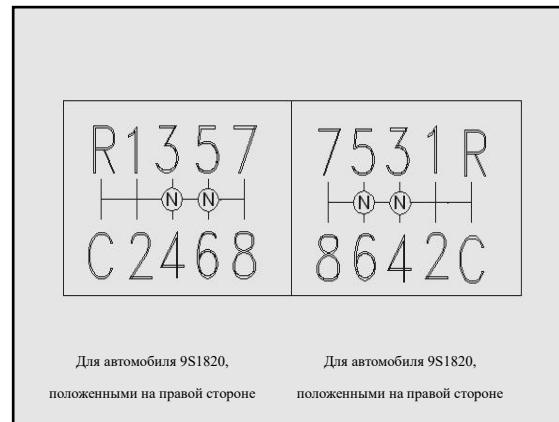 R1357
N N
C2468
7531R
N N
8642C
Для автомобиля 9S1820,
положенными на правой стороне
Для автомобиля 9S1820,
положенными на правой стороне